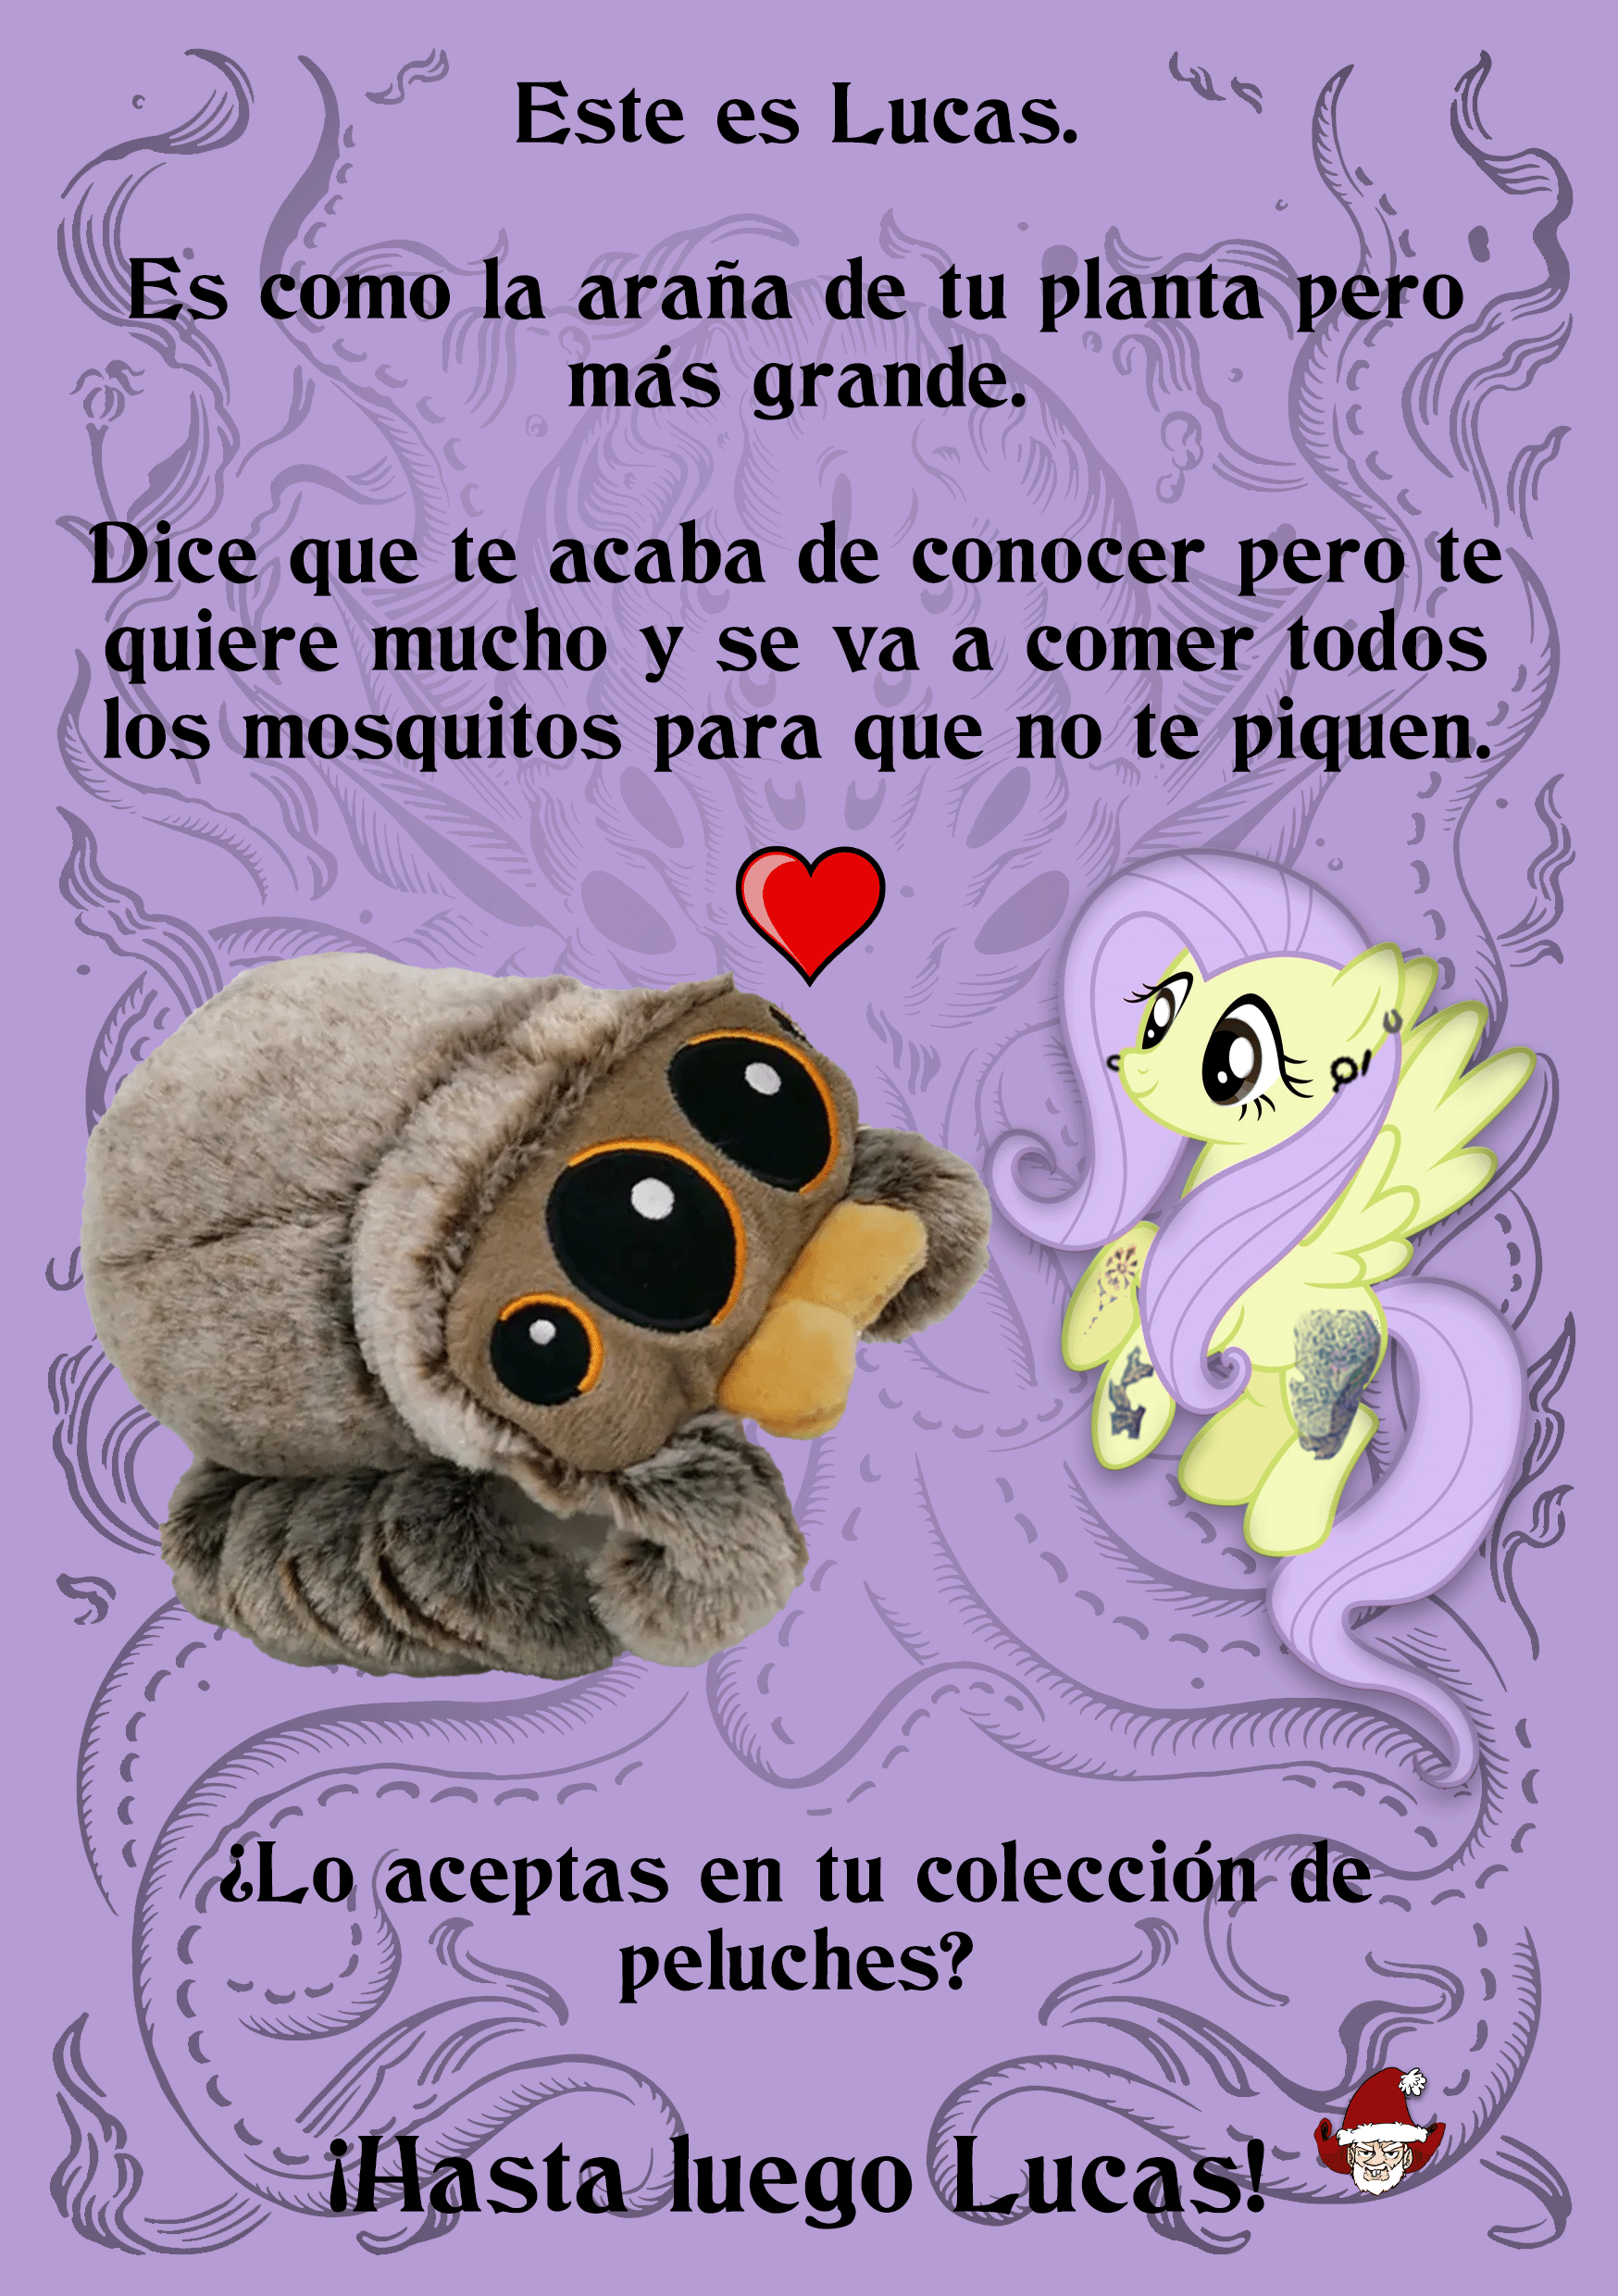 Este es Lucas.
Es como la araña de tu planta pero
más grande.
Dice que te acaba de conocer pero te
quiere mucho y se va a comer todos
los mosquitos para que no te piquen.
¿Lo aceptas en tu colección de
peluches?
¡Hasta luego Lucas!